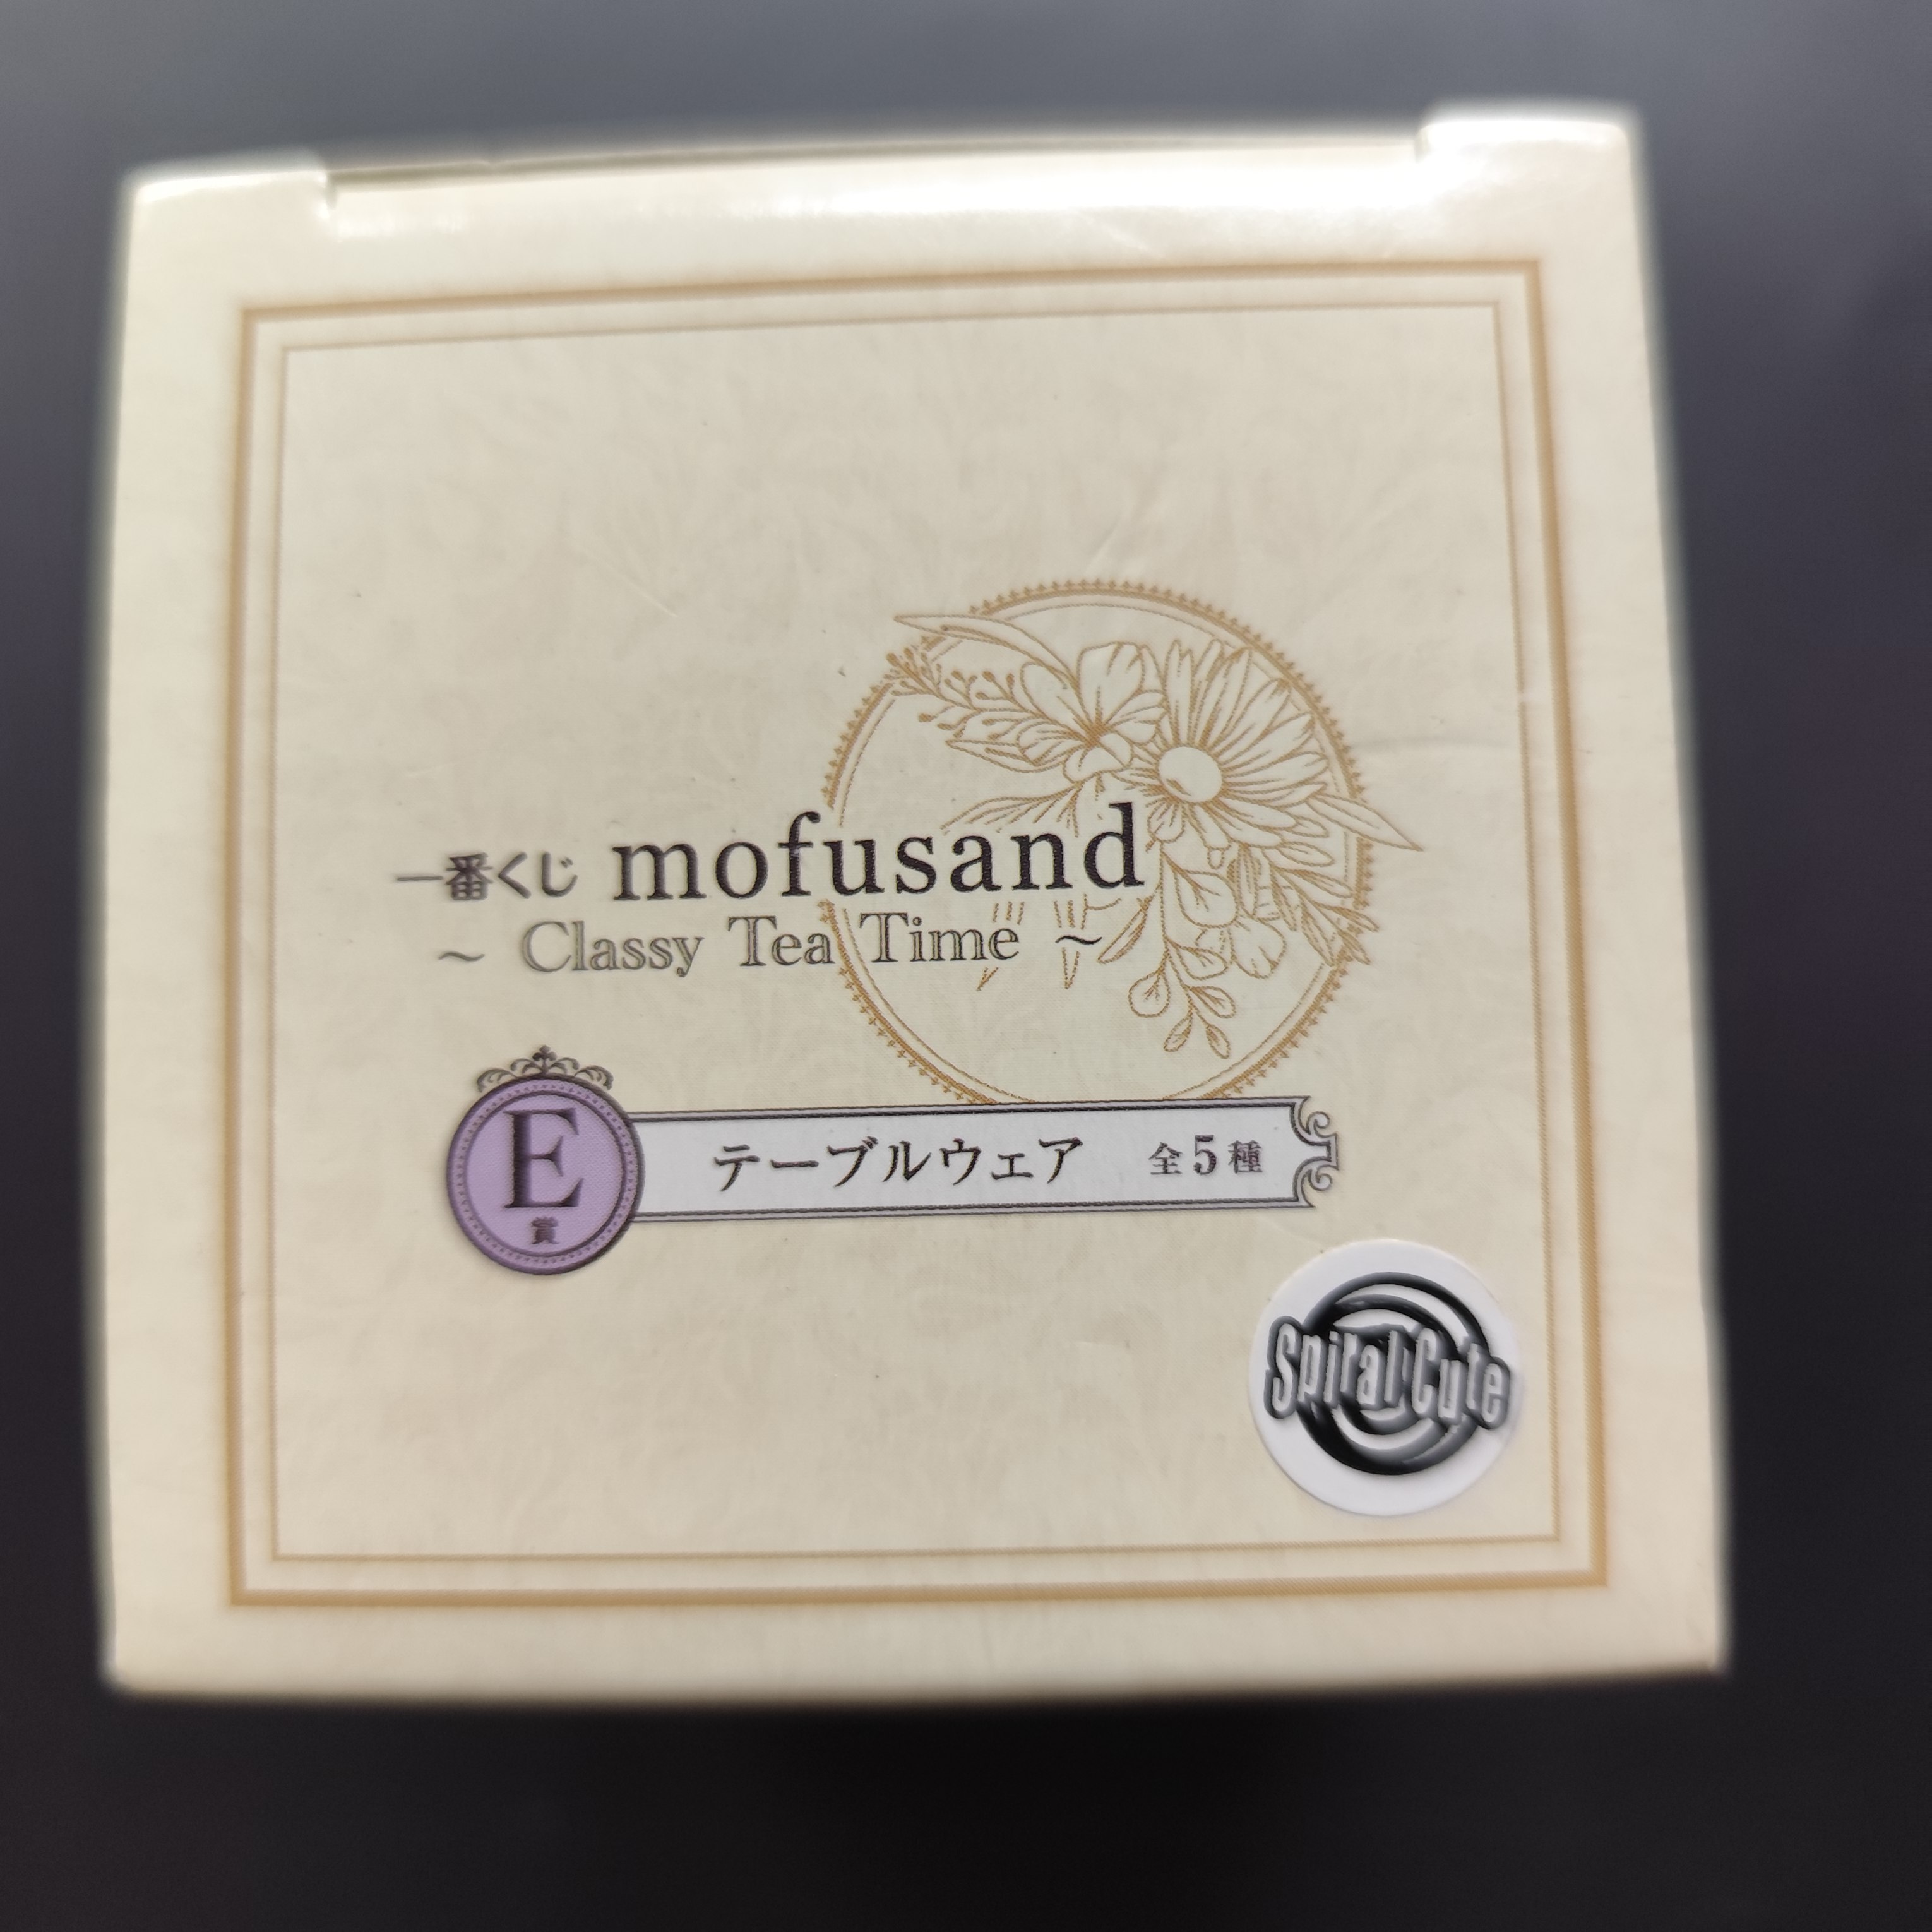 一番くじ mofusand
~ Classy Tea Time ~
E
賞
テーブルウェア 全5種
Spiral Cute